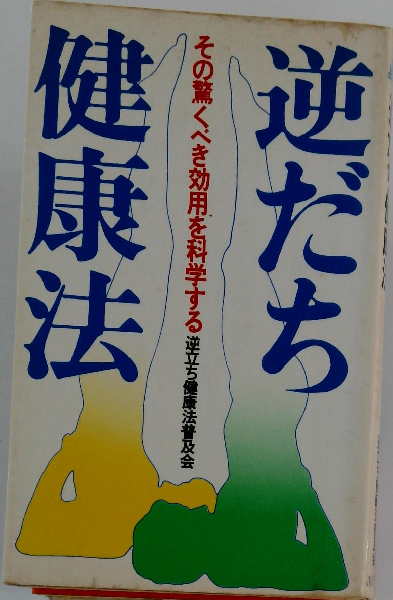 逆だち
健康法
その驚くべき効用を科学する
逆立ち健康法普及会